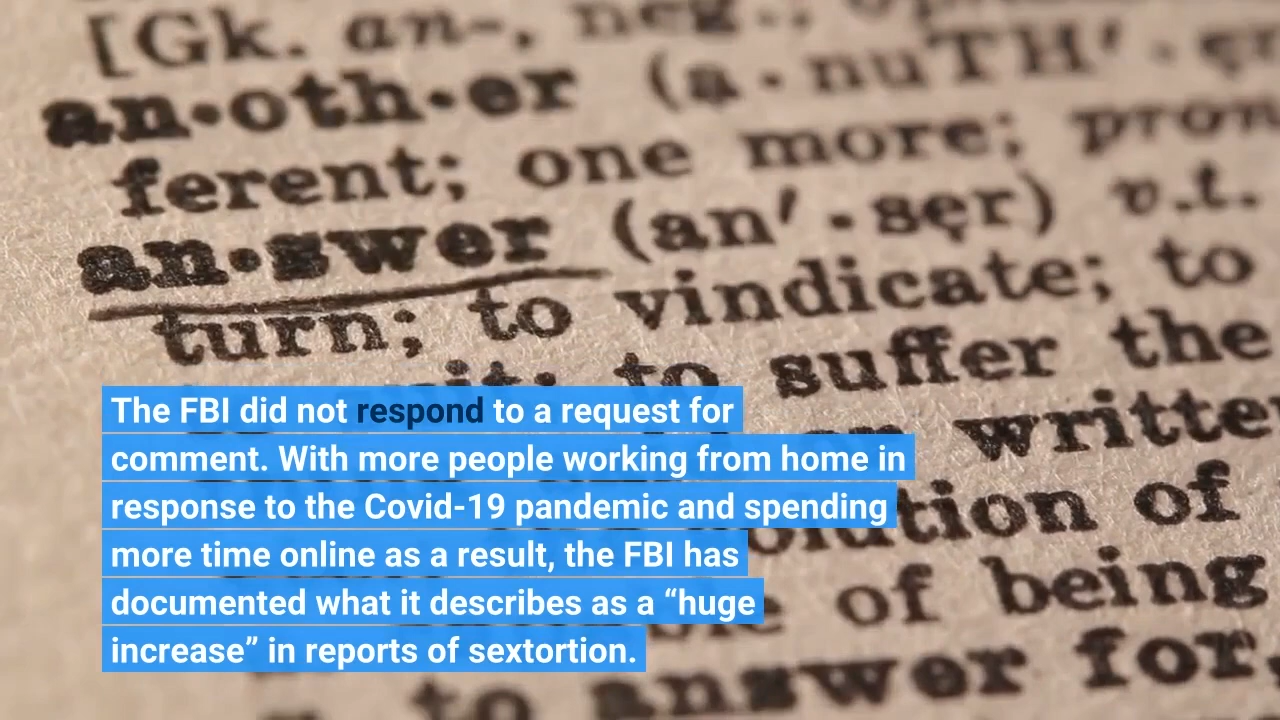 [Gk. an-, neg.,
an•oth•er (a•nuTH′•
ferent; one more; pron
an•swer (an′•sẹr) v.t.
turn; to vindicate; to
to suffer the
The FBI did not respond to a request for
comment. With more people working from home in
response to the Covid-19 pandemic and spending
more time online as a result, the FBI has
documented what it describes as a “huge
increase” in reports of sextortion.
of
of being
to answer for,